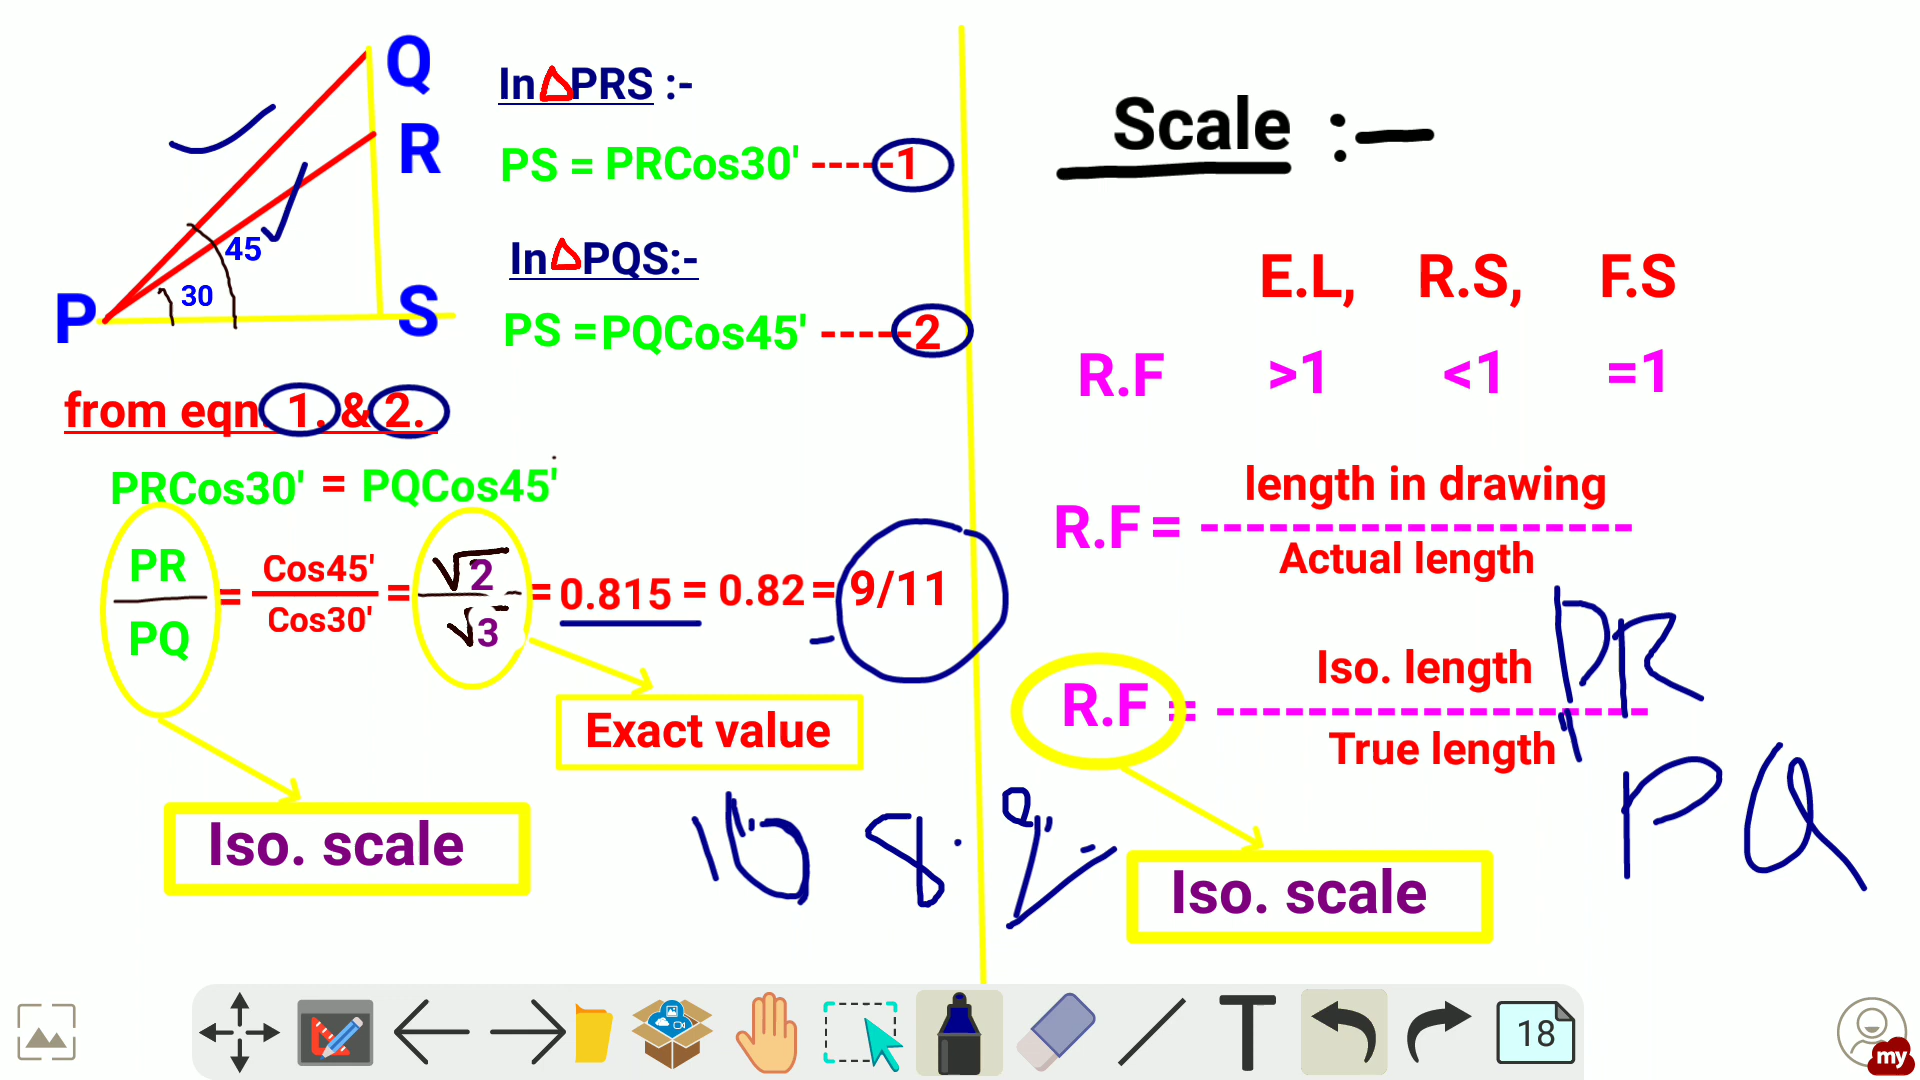 Q
R
45
30
P
S
In△PRS :-
PS = PRCos30' -----1
In△PQS:-
PS =PQCos45' -----2
from eqn. 1. & 2.
PRCos30' = PQCos45'
PR
PQ
= Cos45'
Cos30'
= √2
√3
= 0.815 = 0.82 = 9/11
Exact value
Iso. scale
10 8.2
Scale :-
E.L, R.S, F.S
R.F >1 <1 =1
R.F = length in drawing
-------------------
Actual length
R.F = Iso. length PR
-------------------
True length PQ
Iso. scale
18
my